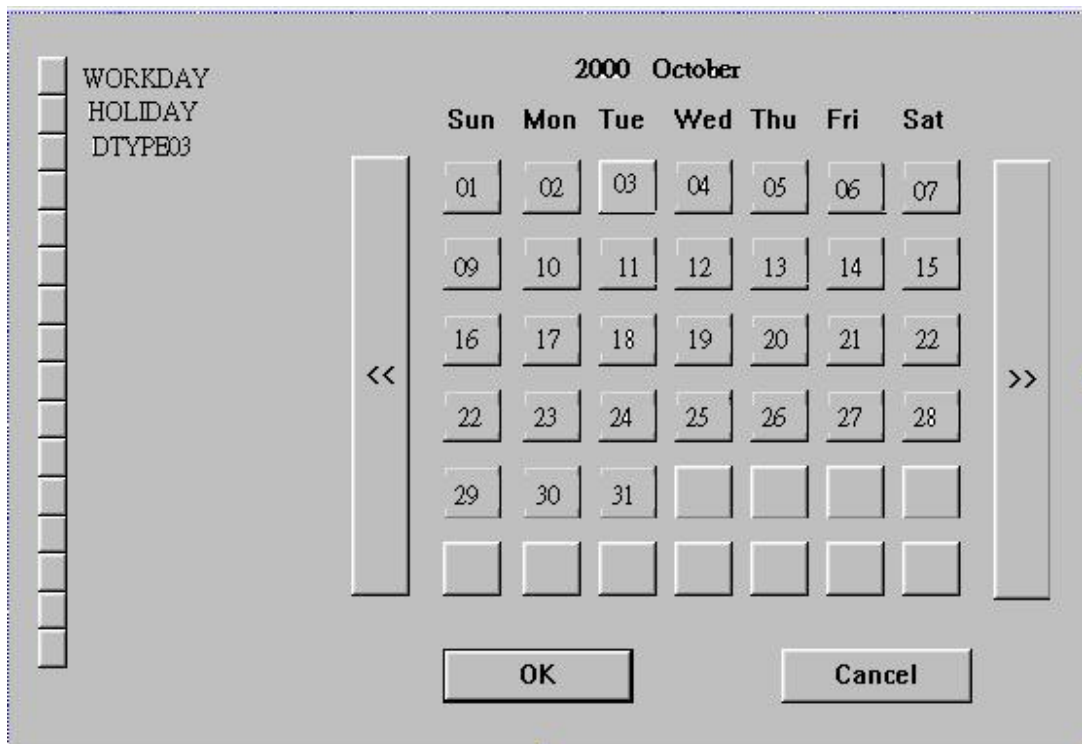 WORKDAY
HOLIDAY
DTYPE03
2000 October
Sun Mon Tue Wed Thu Fri Sat
01 02 03 04 05 06 07
09 10 11 12 13 14 15
16 17 18 19 20 21 22
22 23 24 25 26 27 28
29 30 31
<< >>
OK Cancel